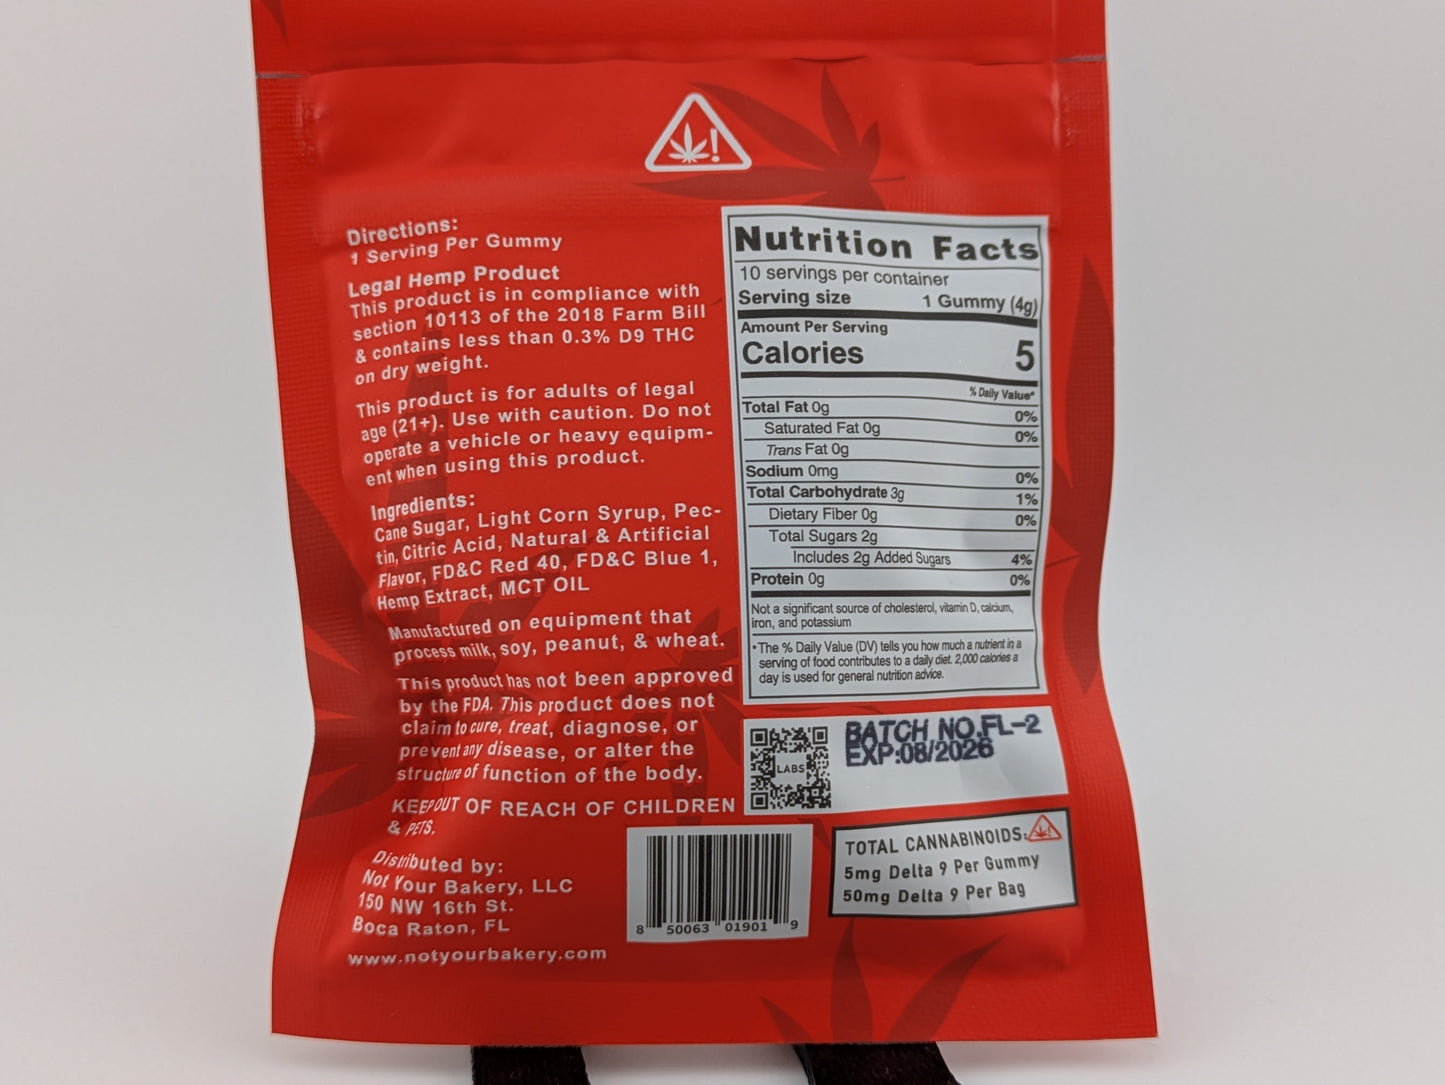 Directions:
1 Serving Per Gummy
Legal Hemp Product
This product is in compliance with
section 10113 of the 2018 Farm Bill
& contains less than 0.3% D9 THC
on dry weight.
This product is for adults of legal
age (21+). Use with caution. Do not
operate a vehicle or heavy equipm-
ent when using this product.
Ingredients:
Cane Sugar, Light Corn Syrup, Pec-
tin, Citric Acid, Natural & Artificial
Flavor, FD&C Red 40, FD&C Blue 1,
Hemp Extract, MCT OIL
Manufactured on equipment that
process milk, soy, peanut, & wheat.
This product has not been approved
by the FDA. This product does not
claim to cure, treat, diagnose, or
prevent any disease, or alter the
structure of function of the body.
KEEP OUT OF REACH OF CHILDREN
& PETS.
Distributed by:
Not Your Bakery, LLC
150 NW 16th St.
Boca Raton, FL
www.notyourbakery.com
Nutrition Facts
10 servings per container
Serving size 1 Gummy (4g)
Amount Per Serving
Calories 5
% Daily Value*
Total Fat 0g 0%
Saturated Fat 0g 0%
Trans Fat 0g
Sodium 0mg 0%
Total Carbohydrate 3g 1%
Dietary Fiber 0g 0%
Total Sugars 2g
Includes 2g Added Sugars 4%
Protein 0g 0%
Not a significant source of cholesterol, vitamin D, calcium,
iron, and potassium
*The % Daily Value (DV) tells you how much a nutrient in a
serving of food contributes to a daily diet. 2,000 calories a
day is used for general nutrition advice.
LABS
BATCH NO.FL-2
EXP:08/2026
8 50063 01901 9
TOTAL CANNABINOIDS:
5mg Delta 9 Per Gummy
50mg Delta 9 Per Bag